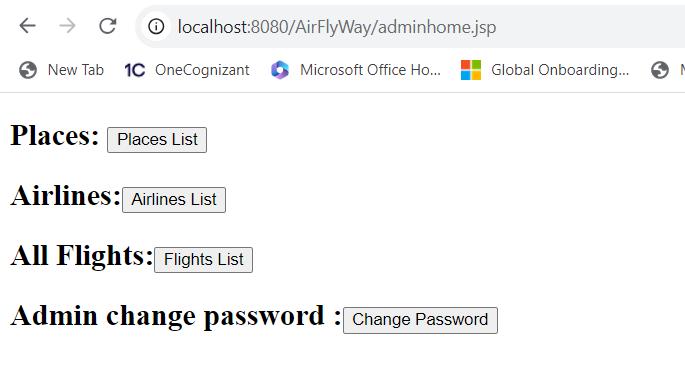 localhost:8080/AirFlyWay/adminhome.jsp
New Tab 1C OneCognizant Microsoft Office Ho... Global Onboarding...
Places: Places List
Airlines: Airlines List
All Flights: Flights List
Admin change password : Change Password